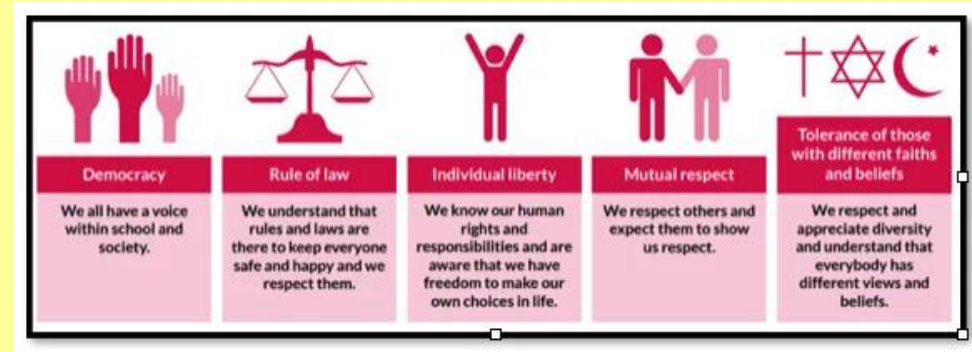 Democracy
We all have a voice
within school and
society.
Rule of law
We understand that
rules and laws are
there to keep everyone
safe and happy and we
respect them.
Individual liberty
We know our human
rights and
responsibilities and are
aware that we have
freedom to make our
own choices in life.
Mutual respect
We respect others and
expect them to show
us respect.
Tolerance of those
with different faiths
and beliefs
We respect and
appreciate diversity
and understand that
everybody has
different views and
beliefs.